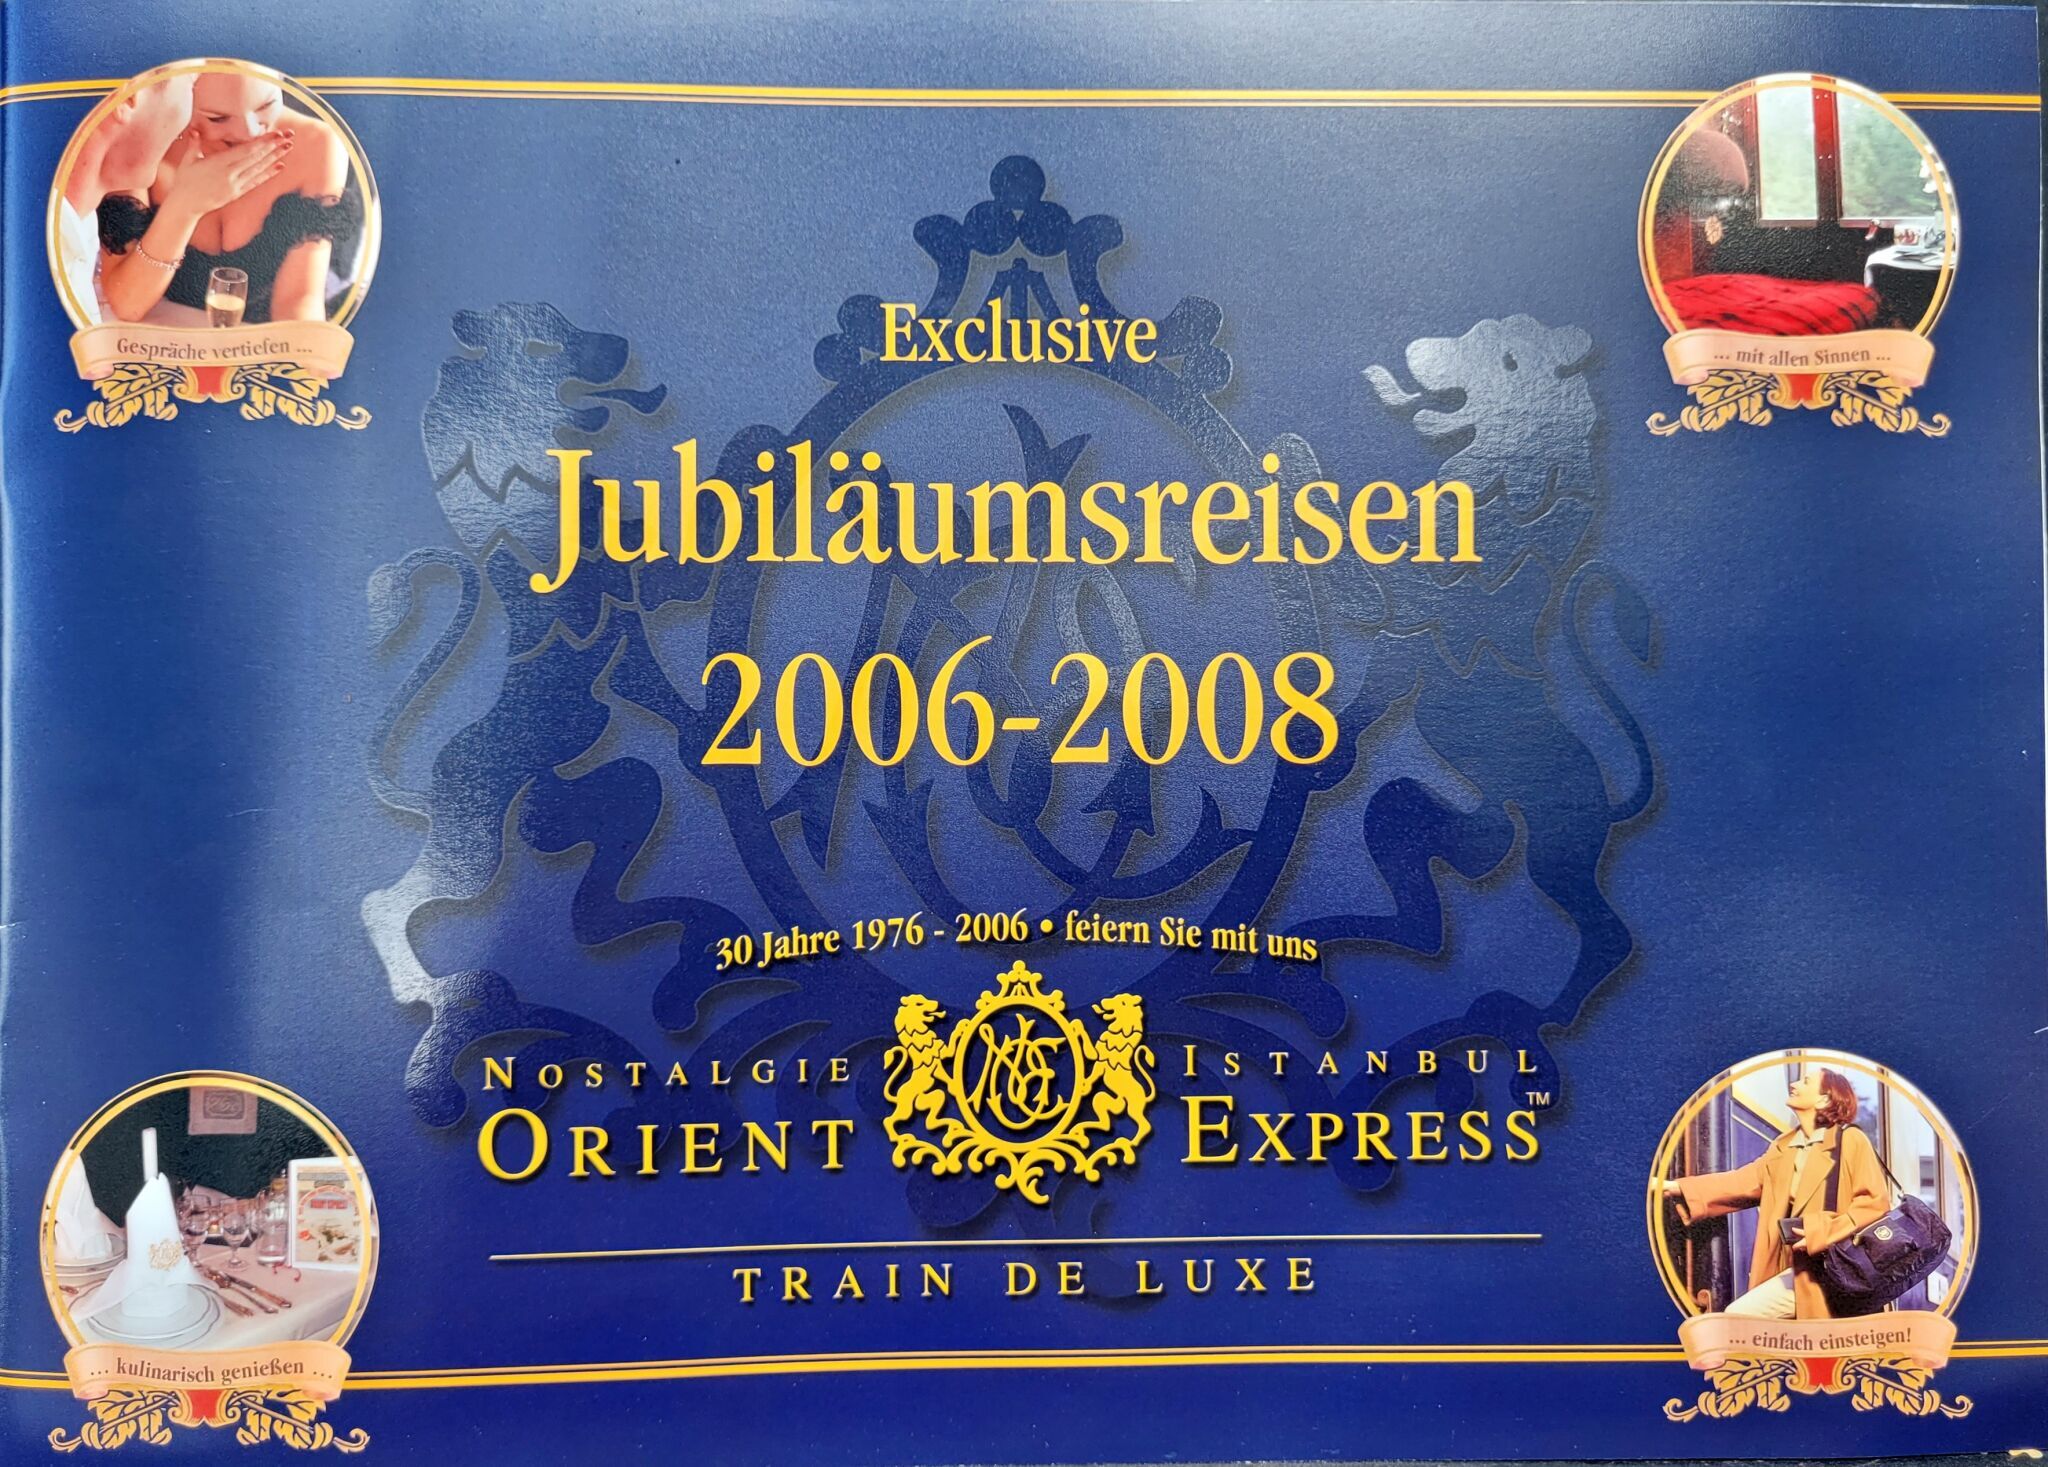 Gespräche vertiefen ...
... mit allen Sinnen ...
Exclusive
Jubiläumsreisen
2006-2008
30 Jahre 1976 - 2006 • feiern Sie mit uns
NOSTALGIE ISTANBUL
ORIENT EXPRESS™
TRAIN DE LUXE
... kulinarisch genießen ...
... einfach einsteigen!